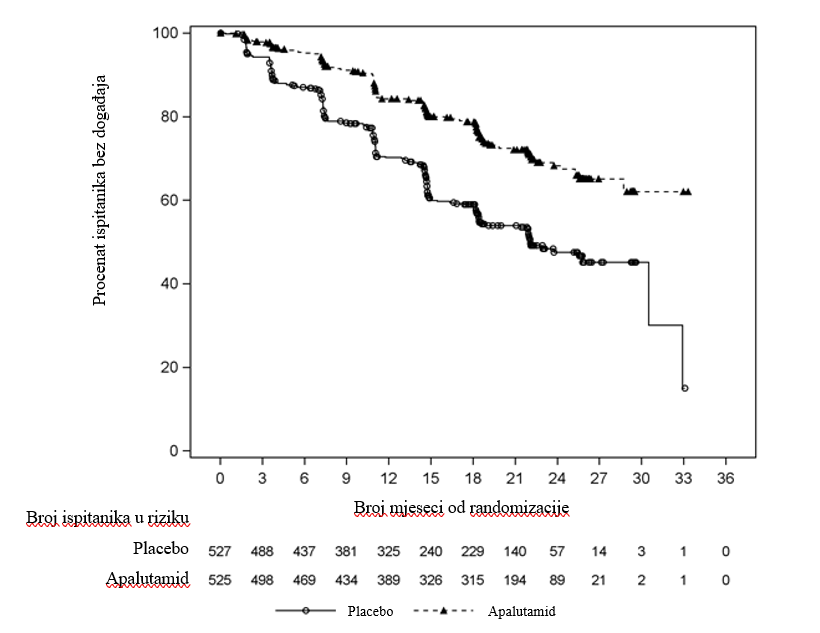 Procenat ispitanika bez događaja
100
80
60
40
20
0
0 3 6 9 12 15 18 21 24 27 30 33 36
Broj mjeseci od randomizacije
Broj ispitanika u riziku
Placebo 527 488 437 381 325 240 229 140 57 14 3 1 0
Apalutamid 525 498 469 434 389 326 315 194 89 21 2 1 0
Placebo Apalutamid